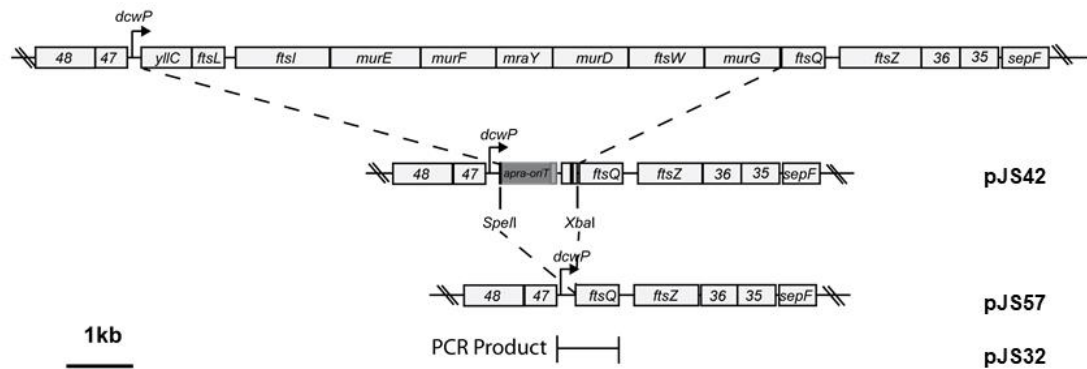 dcwP
48 47 yllC ftsL ftsI murE murF mraY murD ftsW murG ftsQ ftsZ 36 35 sepF
dcwP
48 47 apra-oriT ftsQ ftsZ 36 35 sepF pJS42
SpeII XbaI
dcwP
48 47 ftsQ ftsZ 36 35 sepF pJS57
1kb PCR Product pJS32